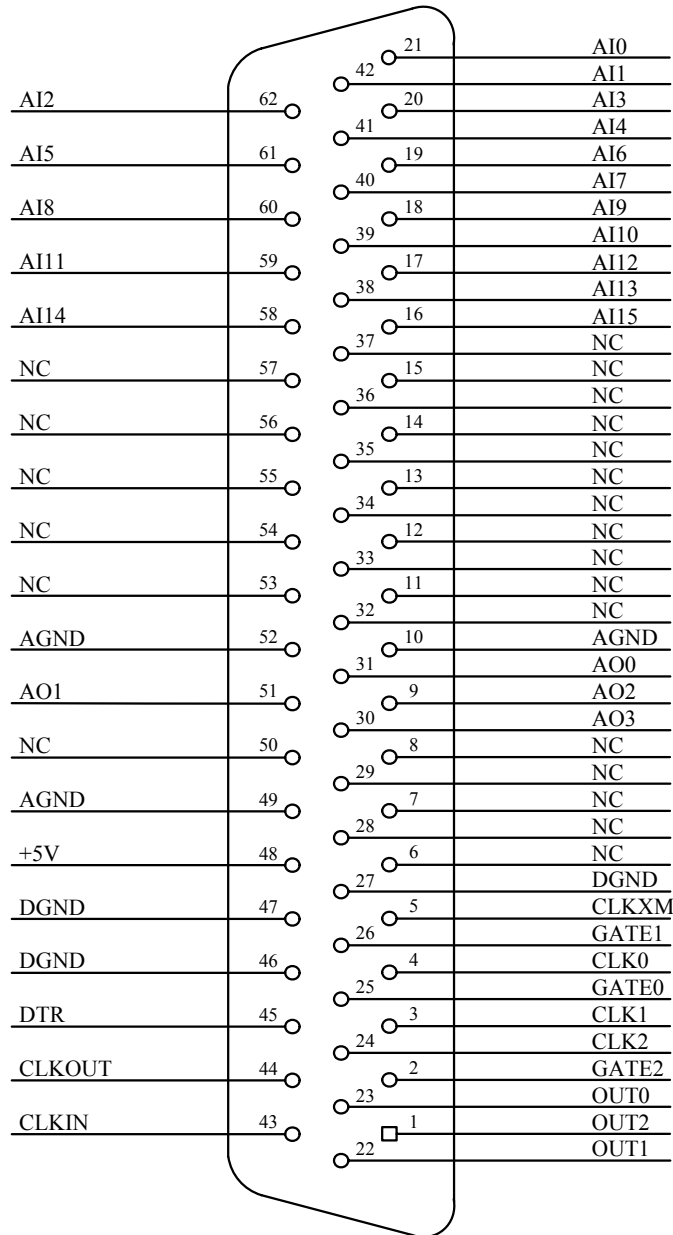 21 AI0
42 AI1
AI2 62 20 AI3
41 AI4
AI5 61 19 AI6
40 AI7
AI8 60 18 AI9
39 AI10
AI11 59 17 AI12
38 AI13
AI14 58 16 AI15
37 NC
NC 57 15 NC
36 NC
NC 56 14 NC
35 NC
NC 55 13 NC
34 NC
NC 54 12 NC
33 NC
NC 53 11 NC
32 NC
AGND 52 10 AGND
31 AO0
AO1 51 9 AO2
30 AO3
NC 50 8 NC
29 NC
AGND 49 7 NC
28 NC
+5V 48 6 NC
27 DGND
DGND 47 5 CLKXM
26 GATE1
DGND 46 4 CLK0
25 GATE0
DTR 45 3 CLK1
24 CLK2
CLKOUT 44 2 GATE2
23 OUT0
CLKIN 43 1 OUT2
22 OUT1